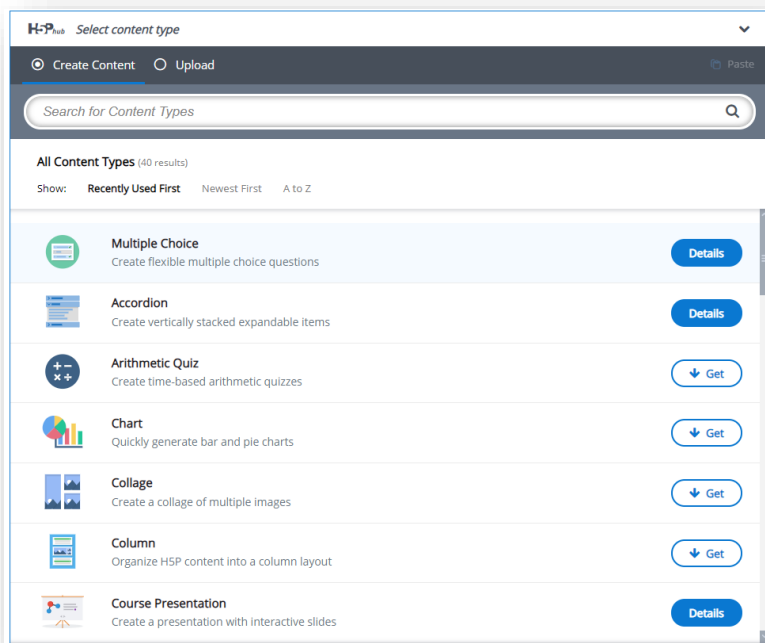 H5P hub Select content type
Create Content Upload Paste
Search for Content Types
All Content Types (40 results)
Show: Recently Used First Newest First A to Z
Multiple Choice
Create flexible multiple choice questions
Details
Accordion
Create vertically stacked expandable items
Details
Arithmetic Quiz
Create time-based arithmetic quizzes
Get
Chart
Quickly generate bar and pie charts
Get
Collage
Create a collage of multiple images
Get
Column
Organize H5P content into a column layout
Get
Course Presentation
Create a presentation with interactive slides
Details